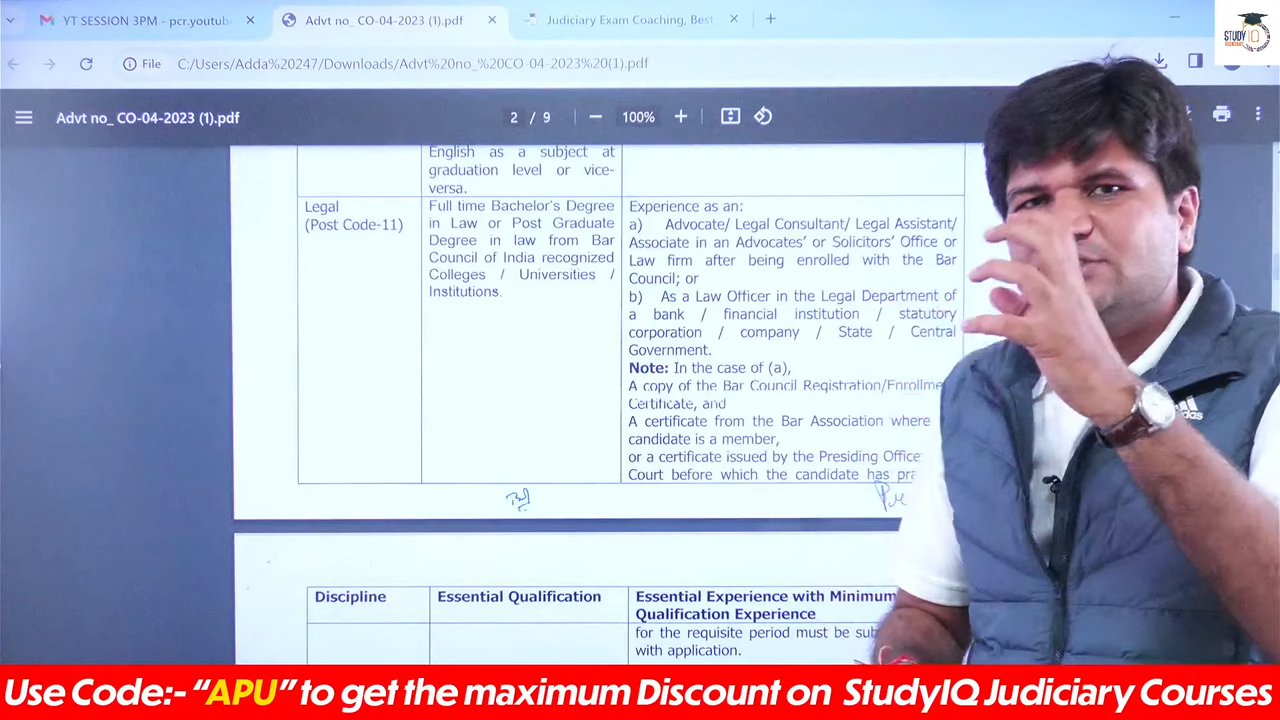 YT SESSION 3PM - pcr.youtub
Advt no_ CO-04-2023 (1).pdf
Judiciary Exam Coaching, Best
STUDY IQ
File
C:/Users/Adda%20247/Downloads/Advt%20no_%20CO-04-2023%20(1).pdf
Advt no_ CO-04-2023 (1).pdf
2 / 9
100%
English as a subject at
graduation level or vice-
versa.
Legal
(Post Code-11)
Full time Bachelor's Degree
in Law or Post Graduate
Degree in law from Bar
Council of India recognized
Colleges / Universities /
Institutions.
Experience as an:
a) Advocate/ Legal Consultant/ Legal Assistant/
Associate in an Advocates' or Solicitors' Office or
Law firm after being enrolled with the Bar
Council; or
b) As a Law Officer in the Legal Department of
a bank / financial institution / statutory
corporation / company / State / Central
Government.
Note: In the case of (a),
A copy of the Bar Council Registration/Enrollme
Certificate, and
A certificate from the Bar Association where
candidate is a member,
or a certificate issued by the Presiding Office
Court before which the candidate has pra
Discipline
Essential Qualification
Essential Experience with Minimum
Qualification Experience
for the requisite period must be sub
with application.
adidas
Use Code:- “APU” to get the maximum Discount on StudyIQ Judiciary Courses